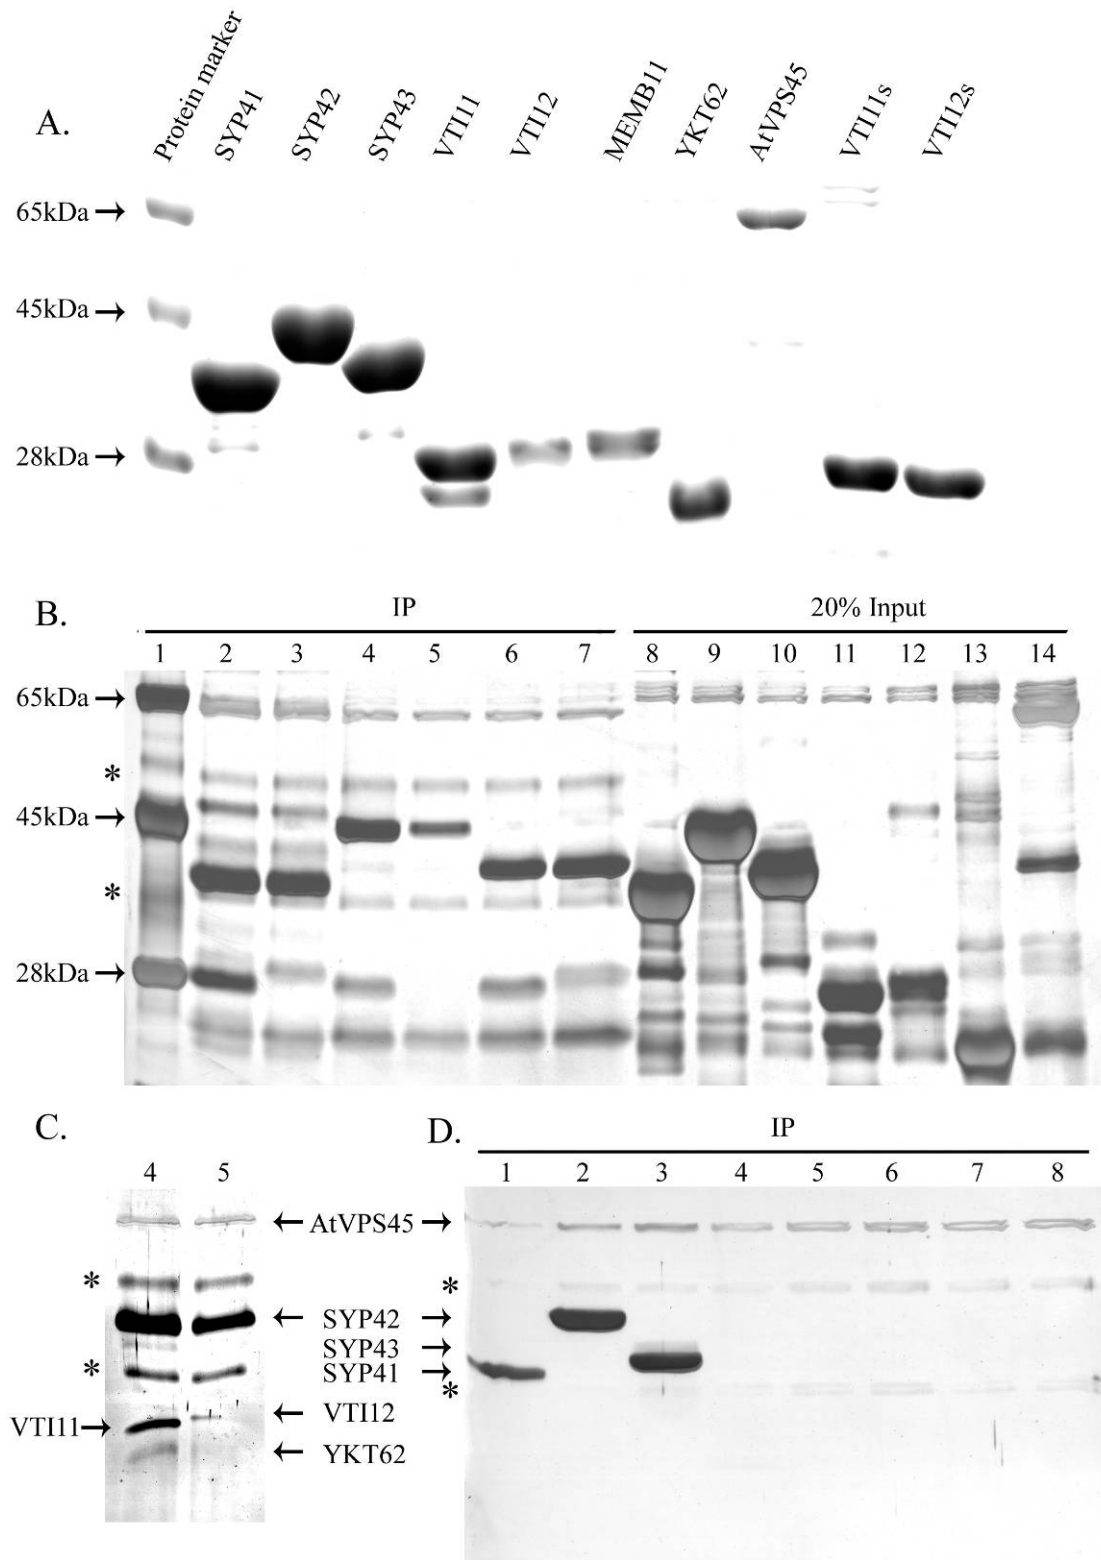 A.
Protein marker SYP41 SYP42 SYP43 VTI11 VTI12 MEMB11 YKT62 AtVPS45 VTI11s VTI12s
65kDa→
45kDa→
28kDa→
B.
IP 20% Input
1 2 3 4 5 6 7 8 9 10 11 12 13 14
65kDa→
*
45kDa→
*
28kDa→
C. D.
IP
4 5 1 2 3 4 5 6 7 8
← AtVPS45 →
* *
← SYP42 →
SYP43 →
* SYP41 →
*
← VTI12
VTI11→
← YKT62